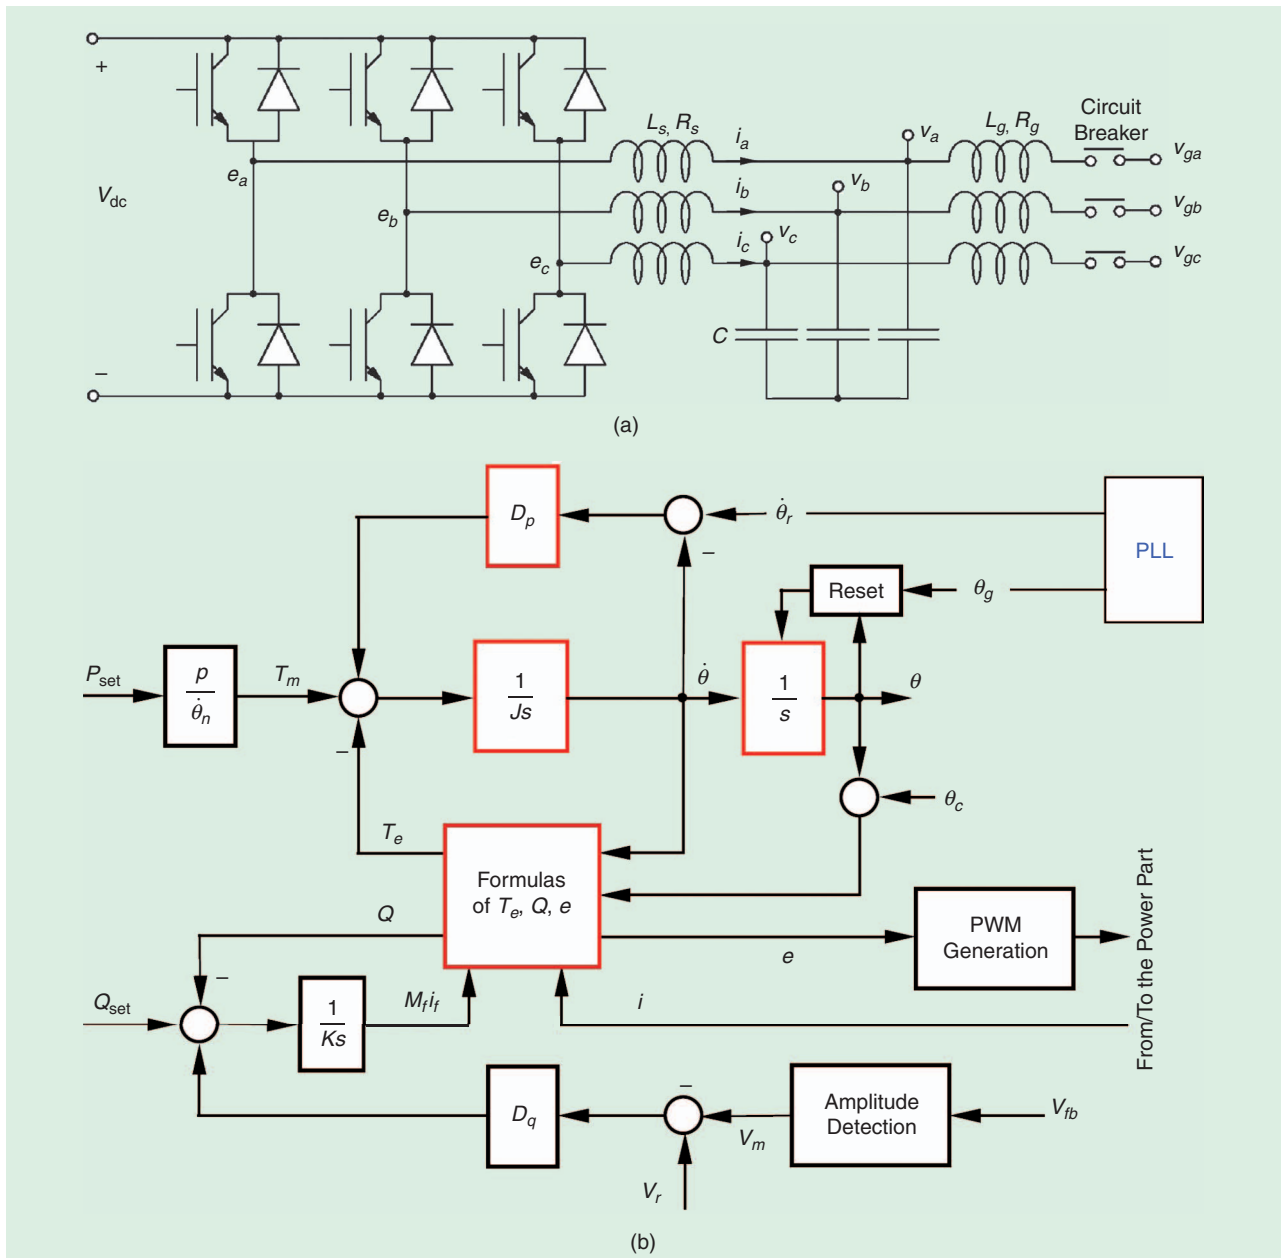 +
−
V_dc
e_a
e_b
e_c
L_s, R_s
i_a
i_b
i_c
v_a
v_b
v_c
C
L_g, R_g
Circuit
Breaker
v_ga
v_gb
v_gc
(a)
D_p
−
θ̇_r
PLL
Reset
θ_g
P_set
p
θ̇_n
T_m
−
1
Js
θ̇
1
s
θ
θ_c
T_e
Formulas
of T_e, Q, e
Q
−
Q_set
1
Ks
M_f i_f
e
PWM
Generation
i
From/To the Power Part
D_q
−
V_m
V_r
Amplitude
Detection
V_fb
(b)